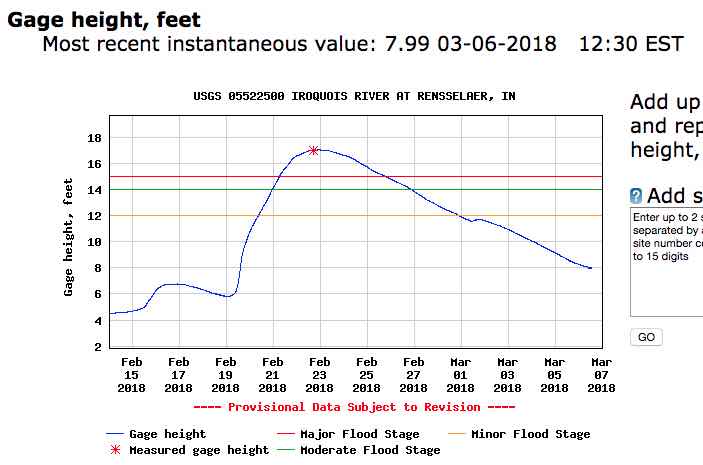 Gage height, feet
Most recent instantaneous value: 7.99 03-06-2018 12:30 EST
USGS 05522500 IROQUOIS RIVER AT RENSSELAER, IN
Gage height, feet
18
16
14
12
10
8
6
4
2
Feb 15 2018
Feb 17 2018
Feb 19 2018
Feb 21 2018
Feb 23 2018
Feb 25 2018
Feb 27 2018
Mar 01 2018
Mar 03 2018
Mar 05 2018
Mar 07 2018
---- Provisional Data Subject to Revision ----
Gage height
Major Flood Stage
Minor Flood Stage
Measured gage height
Moderate Flood Stage
Add up
and rep
height,
? Add s
Enter up to 2 s
separated by a
site number co
to 15 digits
GO